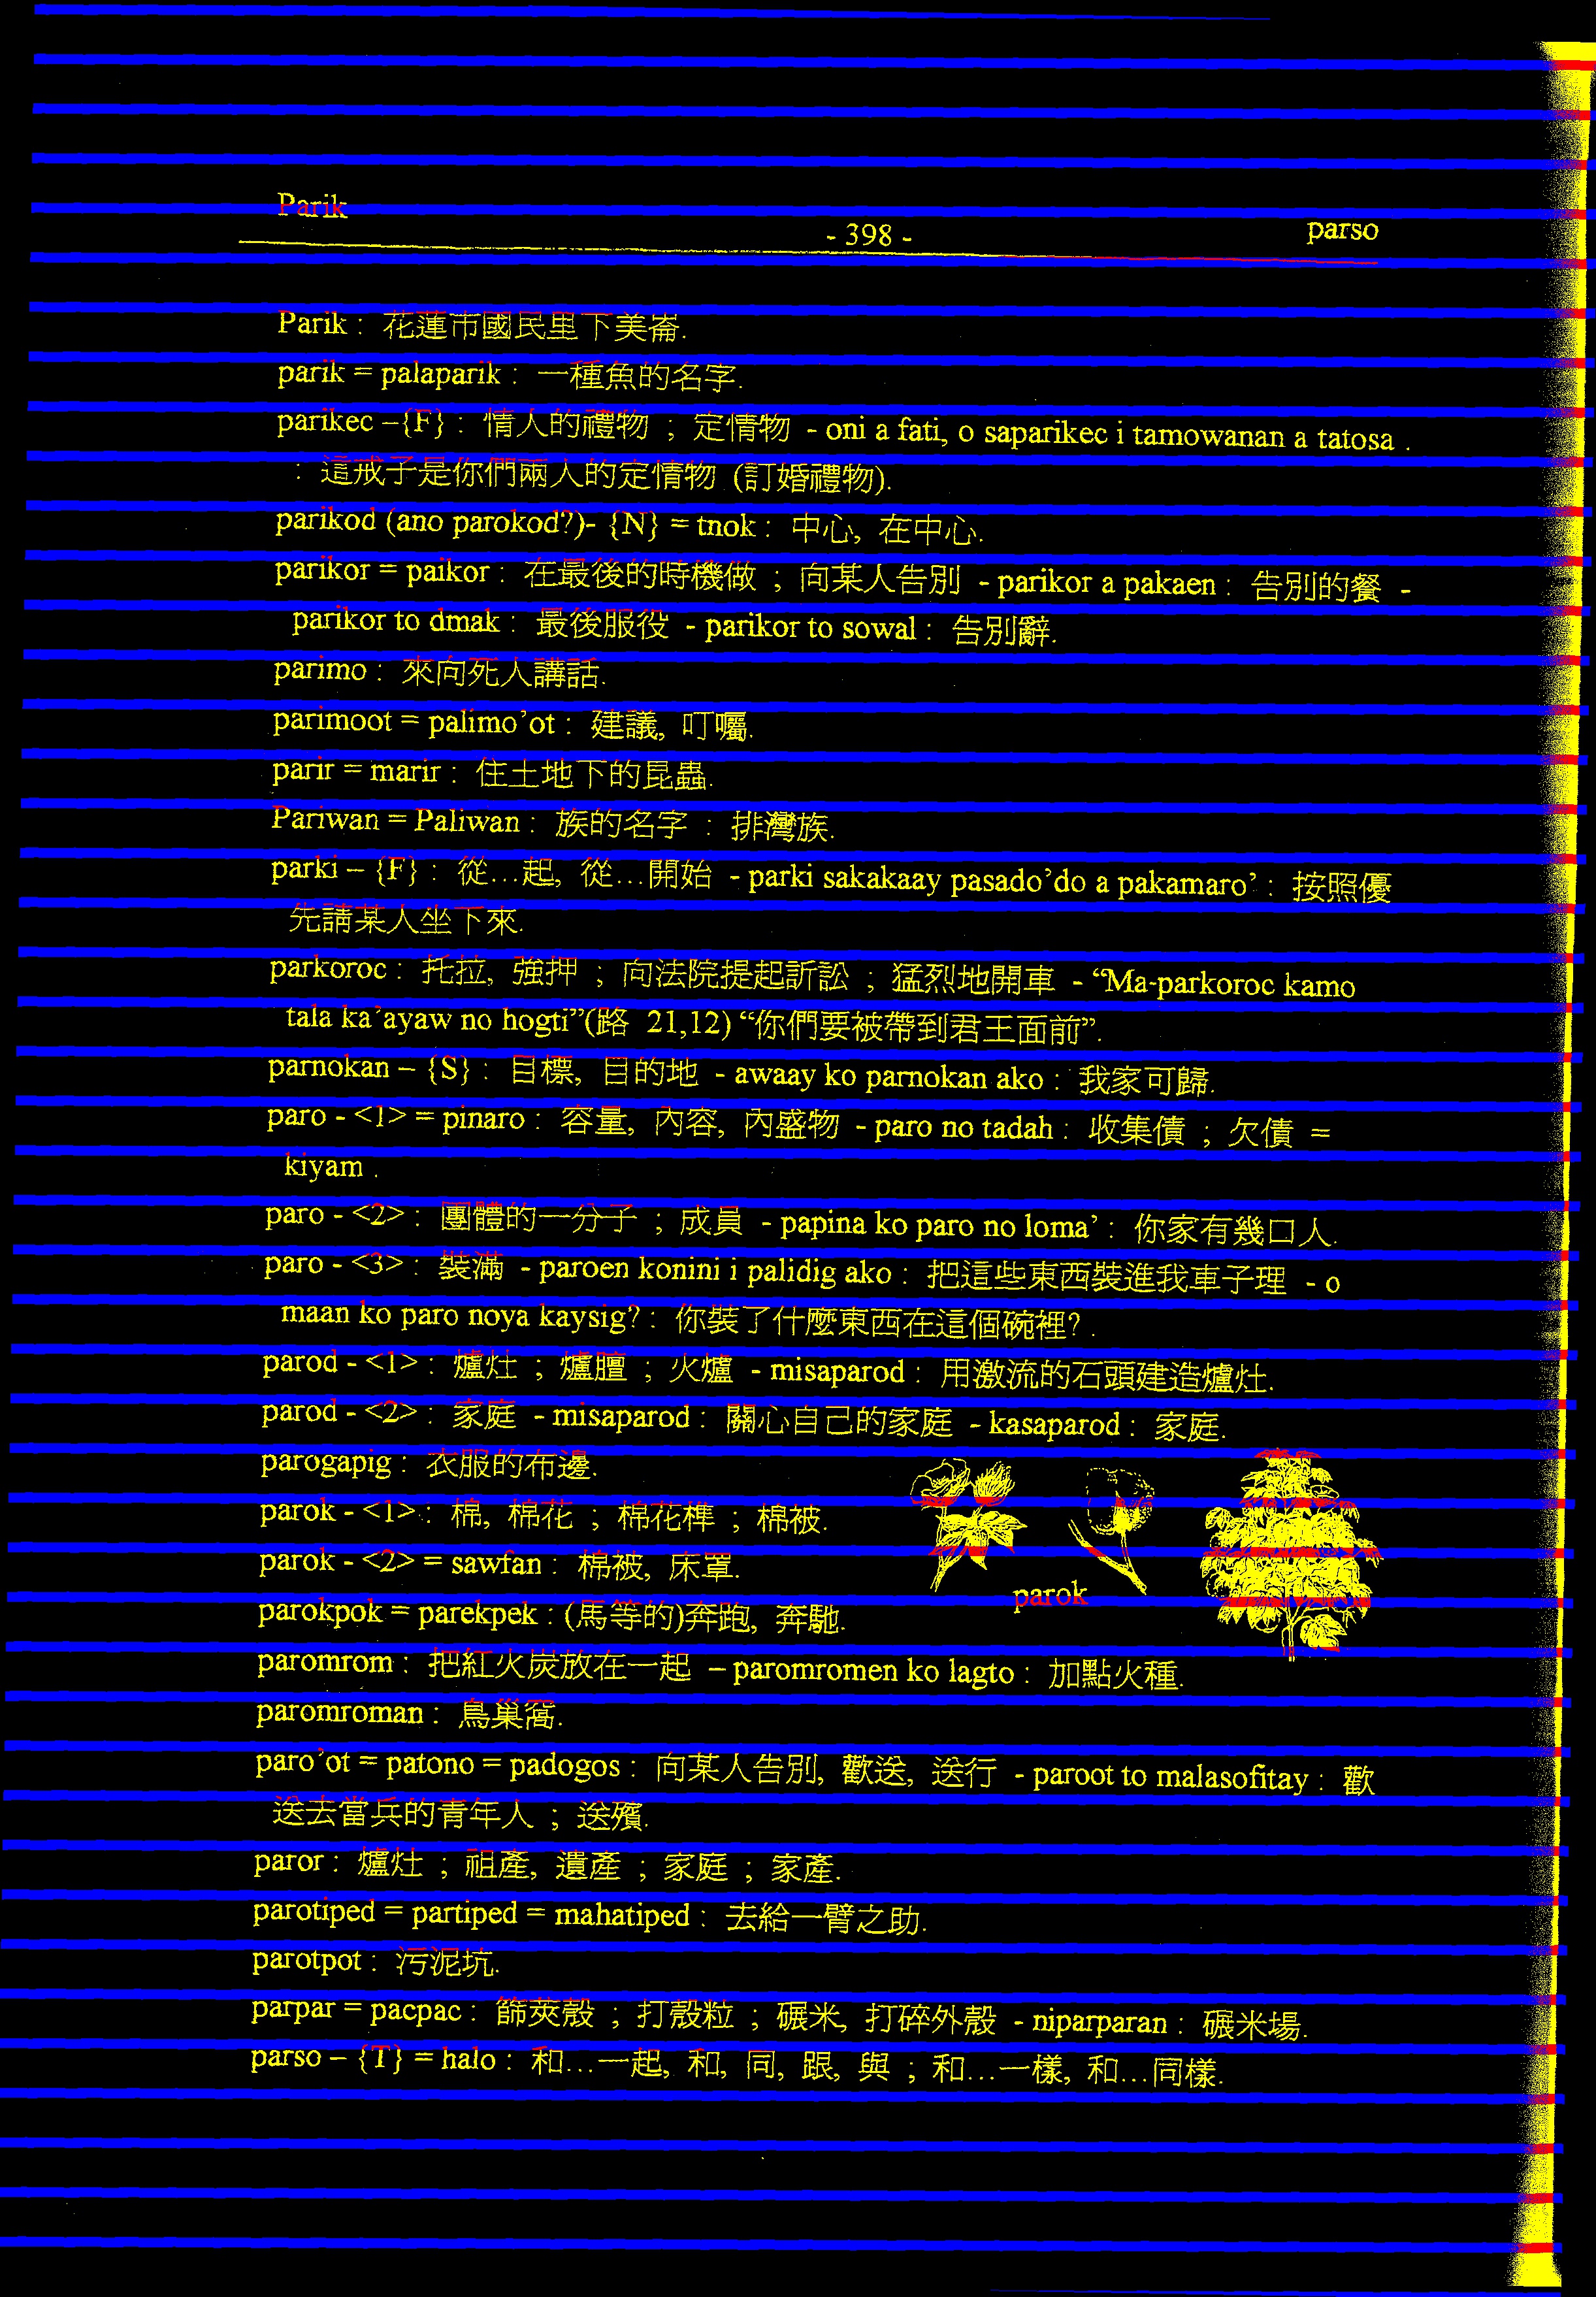 Parik
- 398 -
parso
Parik : 花蓮市國民里下美崙.
parik = palaparik : 一種魚的名字.
parikec –{F} : 情人的禮物 ; 定情物 - oni a fati, o saparikec i tamowanan a tatosa .
: 這戒子是你們兩人的定情物 (訂婚禮物).
parikod (ano parokod?)- {N} = tnok : 中心, 在中心.
parikor = paikor : 在最後的時機做 ; 向某人告別 - parikor a pakaen : 告別的餐 -
parikor to dmak : 最後服役 - parikor to sowal : 告別辭.
parimo : 來向死人講話.
parimoot = palimo’ot : 建議, 叮囑.
parir = marir : 住土地下的昆蟲.
Pariwan = Paliwan : 族的名字 : 排灣族.
parki – {F} : 從…起, 從…開始 - parki sakakaay pasado’do a pakamaro’ : 按照優
先請某人坐下來.
parkoroc : 托拉, 強押 ; 向法院提起訴訟 ; 猛烈地開車 - “Ma-parkoroc kamo
tala ka’ayaw no hogti”(路 21,12) “你們要被帶到君王面前”.
parnokan – {S} : 目標, 目的地 - awaay ko parnokan ako : 我家可歸.
paro - <1> = pinaro : 容量, 內容, 內盛物 - paro no tadah : 收集債 ; 欠債 =
kiyam .
paro - <2> : 團體的一分子 ; 成員 - papina ko paro no loma’ : 你家有幾口人.
paro - <3> : 裝滿 - paroen konini i palidig ako : 把這些東西裝進我車子理 - o
maan ko paro noya kaysig? : 你裝了什麼東西在這個碗裡? .
parod - <1> : 爐灶 ; 爐膛 ; 火爐 - misaparod : 用激流的石頭建造爐灶.
parod - <2> : 家庭 - misaparod : 關心自己的家庭 - kasaparod : 家庭.
parogapig : 衣服的布邊.
parok - <1> : 棉, 棉花 ; 棉花樺 ; 棉被.
parok - <2> = sawfan : 棉被, 床罩.
parok
parokpok = parekpek : (馬等的)奔跑, 奔馳.
paromrom : 把紅火炭放在一起 – paromromen ko lagto : 加點火種.
paromroman : 鳥巢窩.
paro’ot = patono = padogos : 向某人告別, 歡送, 送行 - paroot to malasofitay : 歡
送去當兵的青年人 ; 送殯.
paror : 爐灶 ; 祖產, 遺產 ; 家庭 ; 家產.
parotiped = partiped = mahatiped : 去給一臂之助.
parotpot : 污泥坑.
parpar = pacpac : 篩莢殼 ; 打殼粒 ; 碾米, 打碎外殼 - niparparan : 碾米場.
parso – {T} = halo : 和…一起, 和, 同, 跟, 與 ; 和…一樣, 和…同樣.